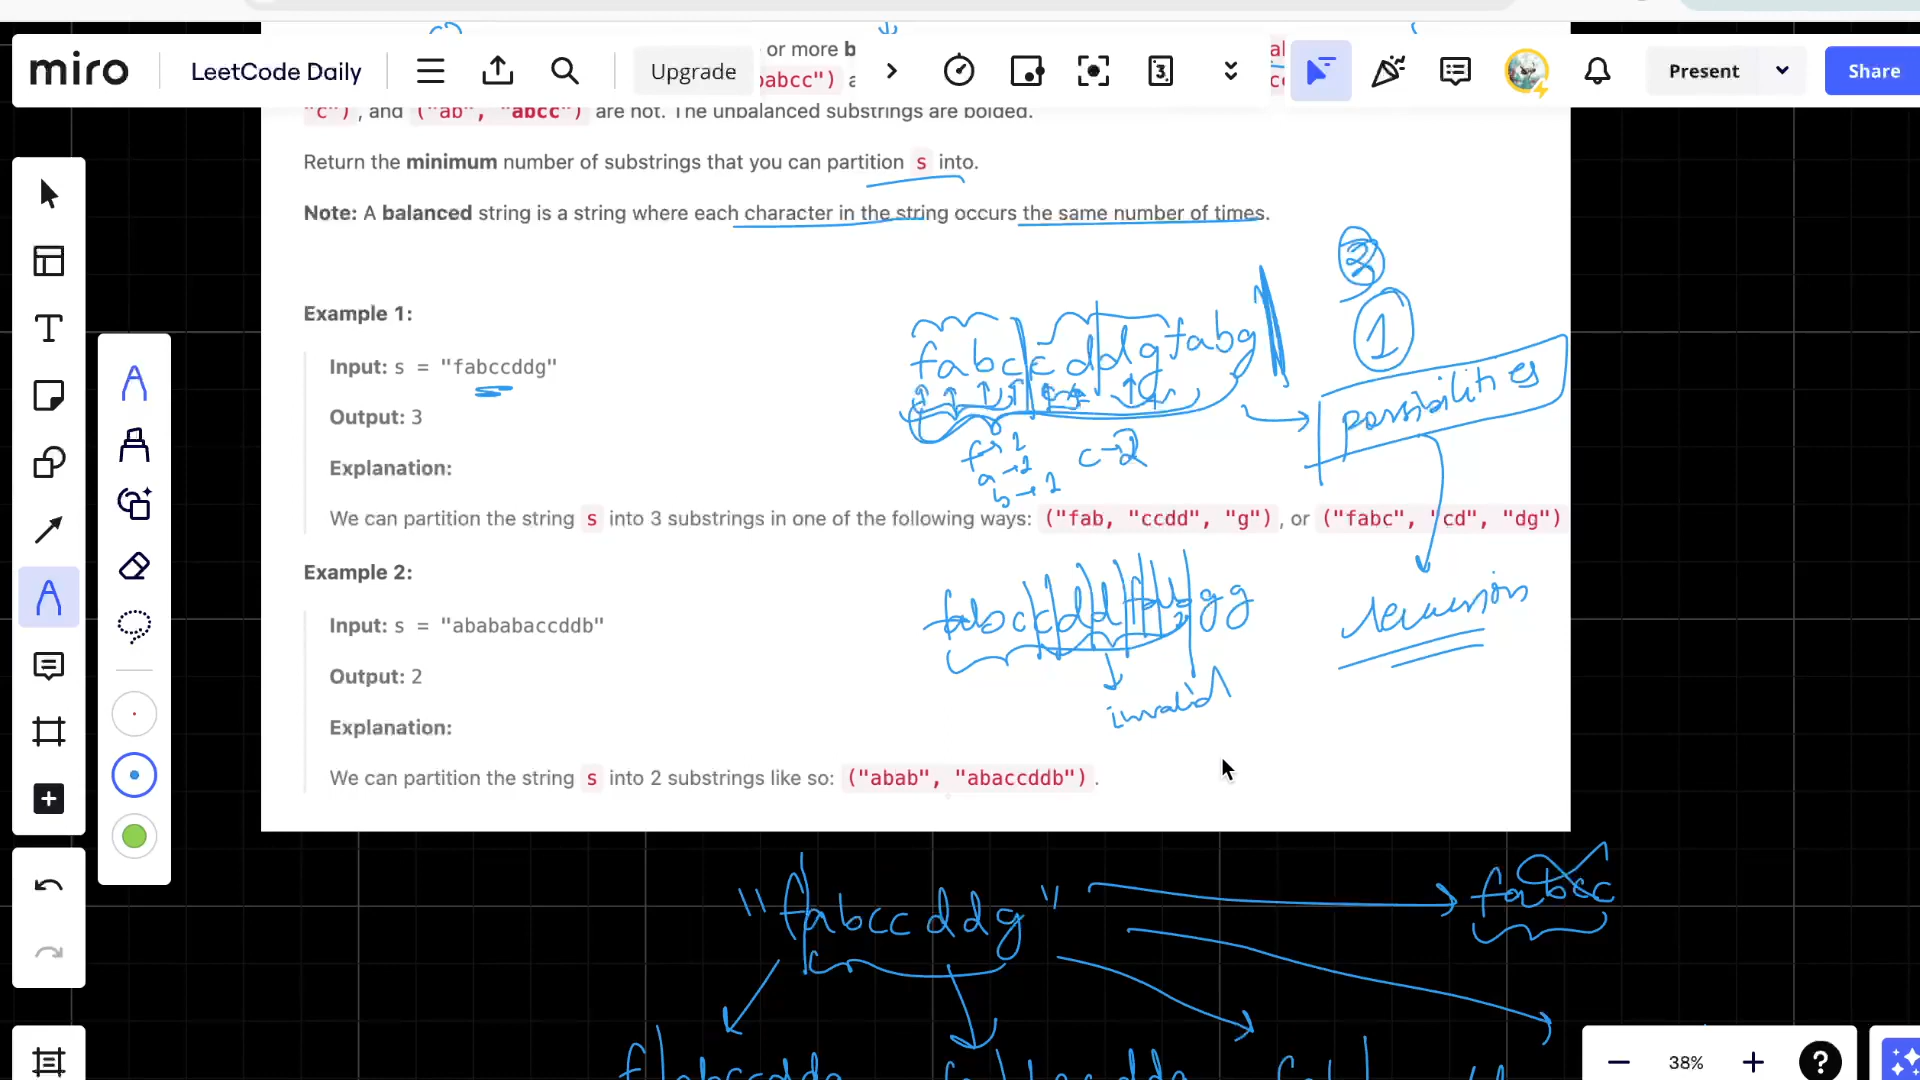 miro LeetCode Daily Upgrade Present Share
or more b
babcc") a
"c"), and ("ab", "abcc") are not. The unbalanced substrings are bolded.
Return the minimum number of substrings that you can partition s into.
Note: A balanced string is a string where each character in the string occurs the same number of times.
Example 1:
Input: s = "fabccddg"
Output: 3
Explanation:
We can partition the string s into 3 substrings in one of the following ways: ("fab, "ccdd", "g"), or ("fabc", "cd", "dg")
fabccddgfabg
1
possibilities
f→1
a→1
b→1
c→2
Example 2:
Input: s = "abababaccddb"
Output: 2
Explanation:
We can partition the string s into 2 substrings like so: ("abab", "abaccddb").
invalid
recursion
"fabccddg"
fabcc
38%